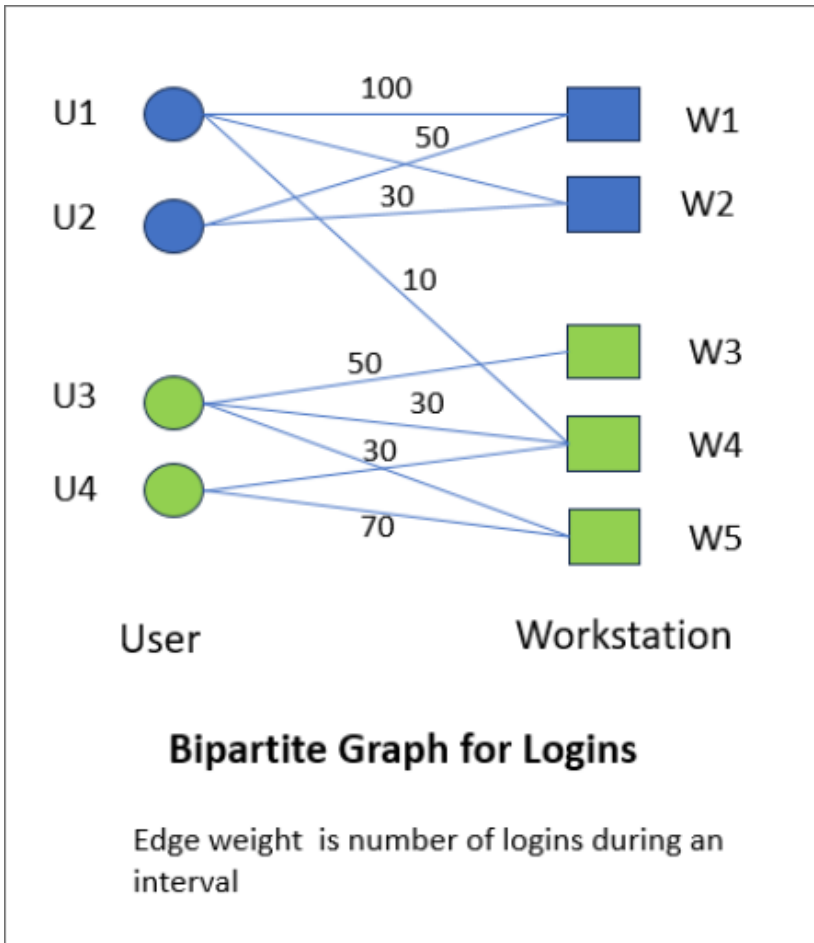 U1
100
W1
50
U2
30
W2
10
U3
50
W3
30
U4
30
W4
70
W5
User
Workstation
Bipartite Graph for Logins
Edge weight is number of logins during an
interval